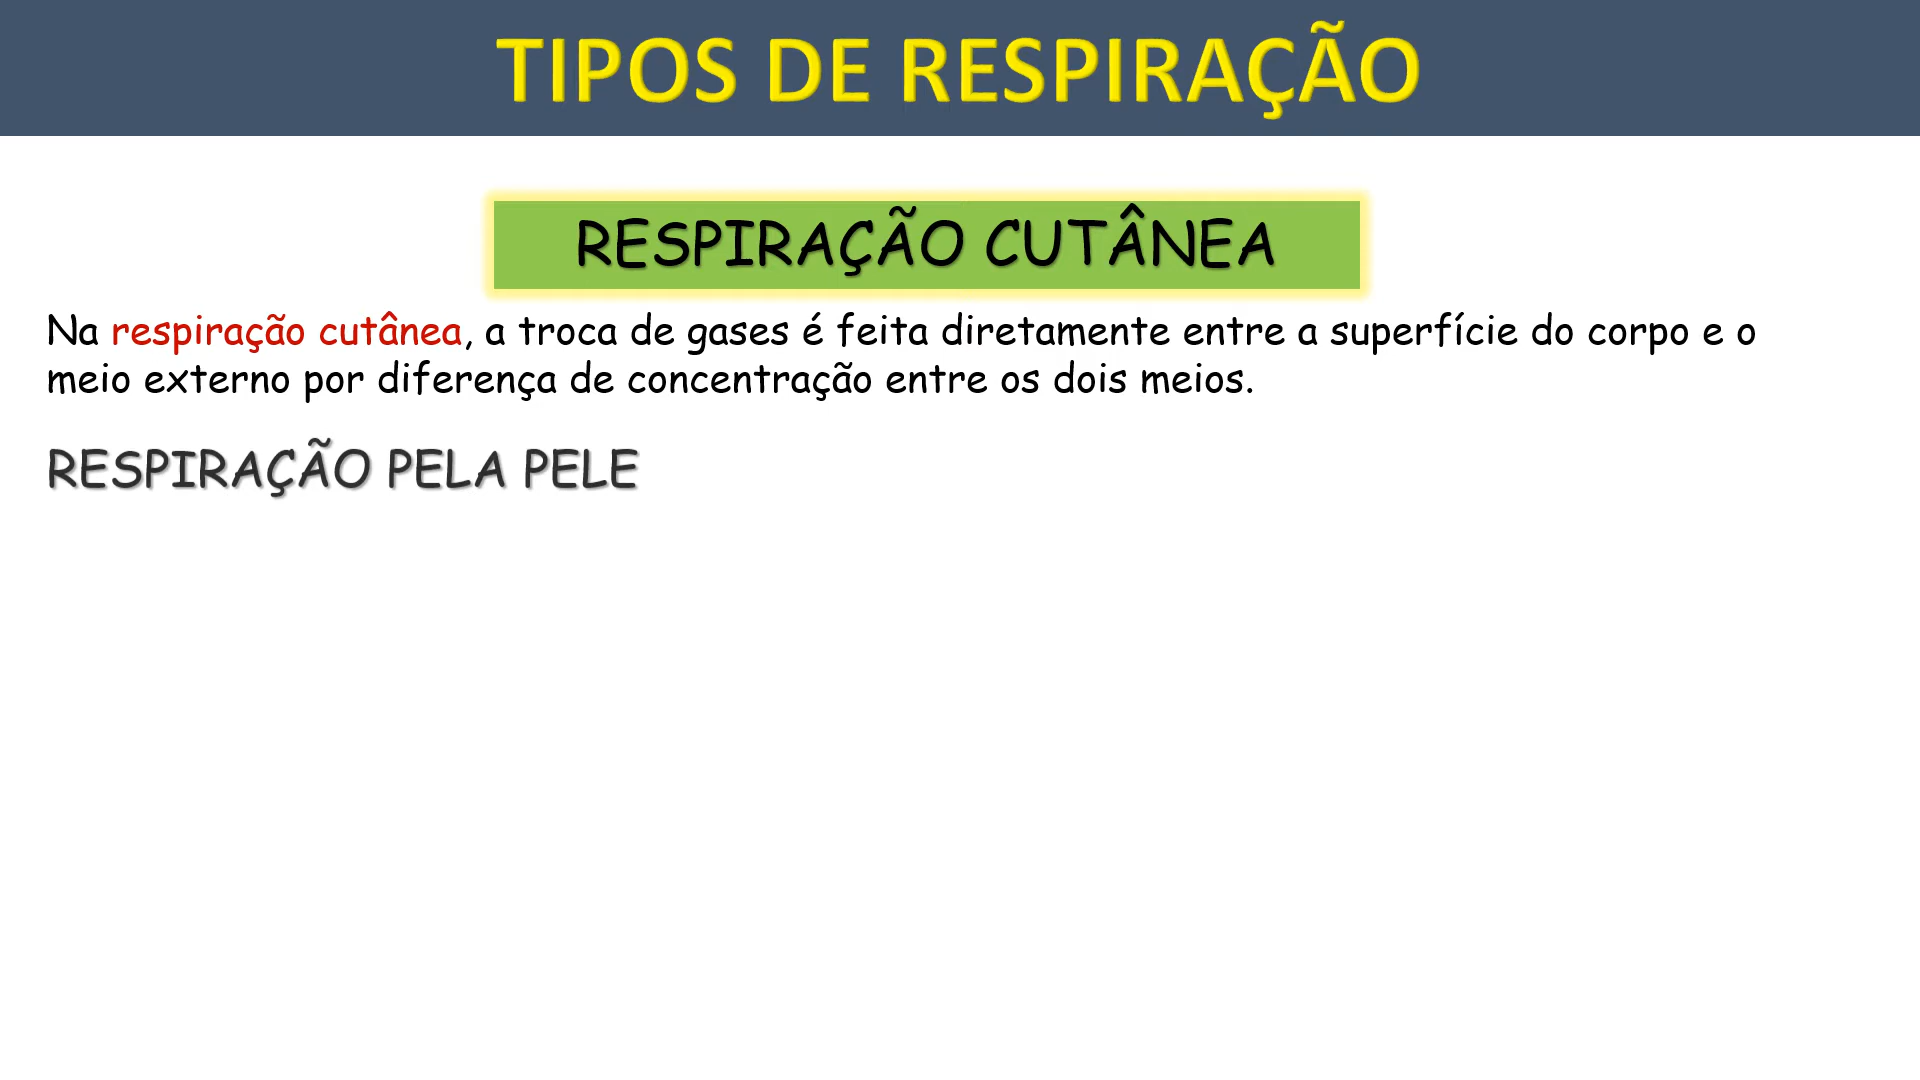 TIPOS DE RESPIRAÇÃO
RESPIRAÇÃO CUTÂNEA
Na respiração cutânea, a troca de gases é feita diretamente entre a superfície do corpo e o
meio externo por diferença de concentração entre os dois meios.
RESPIRAÇÃO PELA PELE